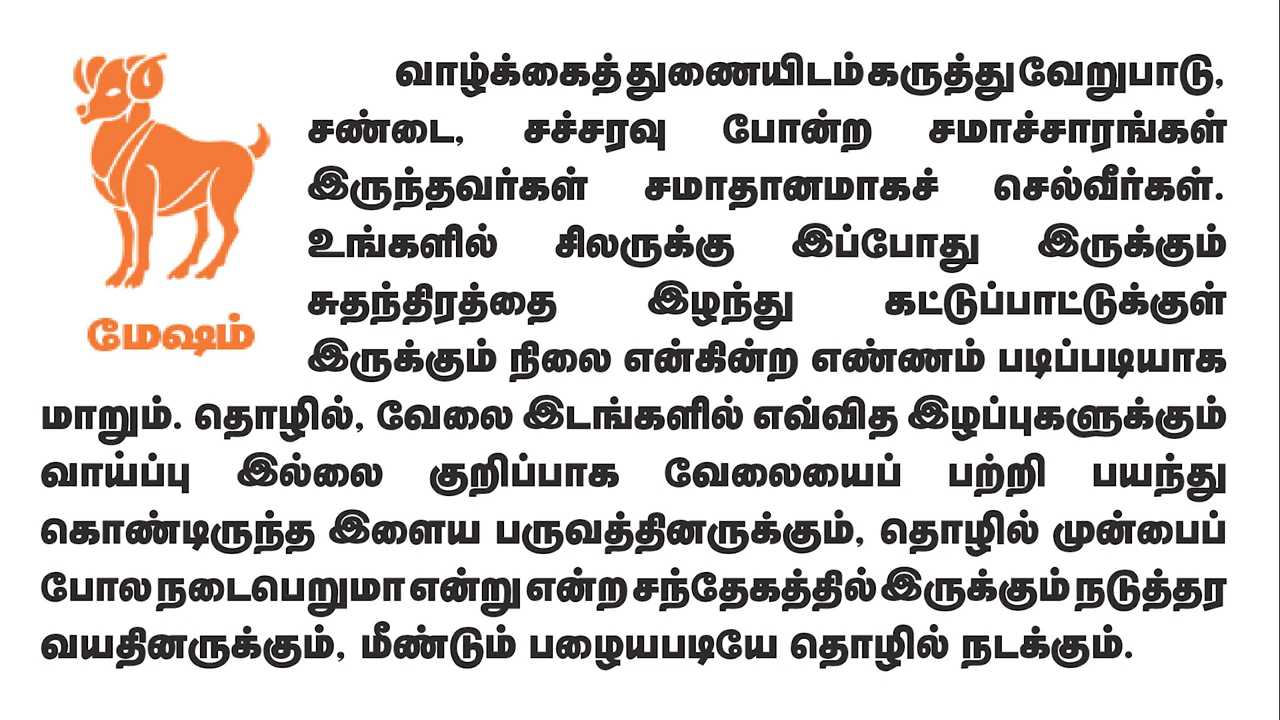 வாழ்க்கைத்துணையிடம் கருத்து வேறுபாடு,
சண்டை, சச்சரவு போன்ற சமாச்சாரங்கள்
இருந்தவர்கள் சமாதானமாகச் செல்வீர்கள்.
உங்களில் சிலருக்கு இப்போது இருக்கும்
சுதந்திரத்தை இழந்து கட்டுப்பாட்டுக்குள்
இருக்கும் நிலை என்கின்ற எண்ணம் படிப்படியாக
மேஷம்
மாறும். தொழில், வேலை இடங்களில் எவ்வித இழப்புகளுக்கும்
வாய்ப்பு இல்லை குறிப்பாக வேலையைப் பற்றி பயந்து
கொண்டிருந்த இளைய பருவத்தினருக்கும், தொழில் முன்பைப்
போல நடைபெறுமா என்று என்ற சந்தேகத்தில் இருக்கும் நடுத்தர
வயதினருக்கும், மீண்டும் பழையபடியே தொழில் நடக்கும்.